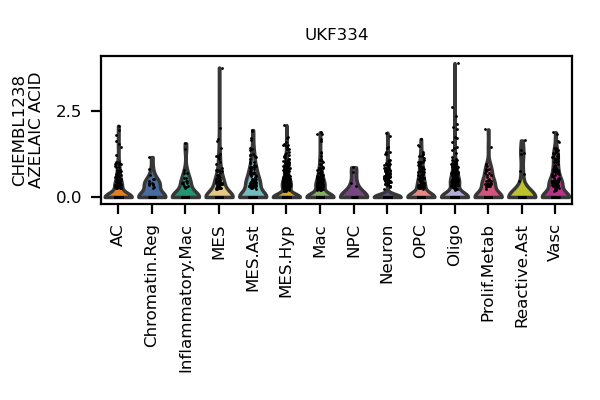 UKF334
CHEMBL1238
AZELAIC ACID
2.5
0.0
AC
Chromatin.Reg
Inflammatory.Mac
MES
MES.Ast
MES.Hyp
Mac
NPC
Neuron
OPC
Oligo
Prolif.Metab
Reactive.Ast
Vasc